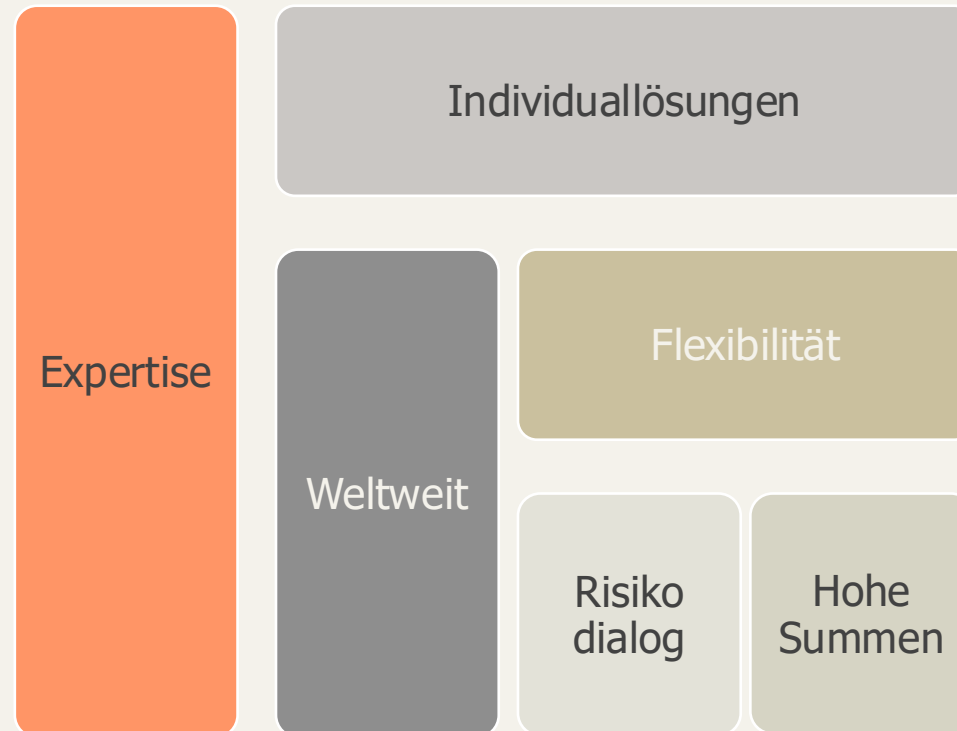 Individuallösungen
Expertise
Flexibilität
Weltweit
Risiko
dialog
Hohe
Summen